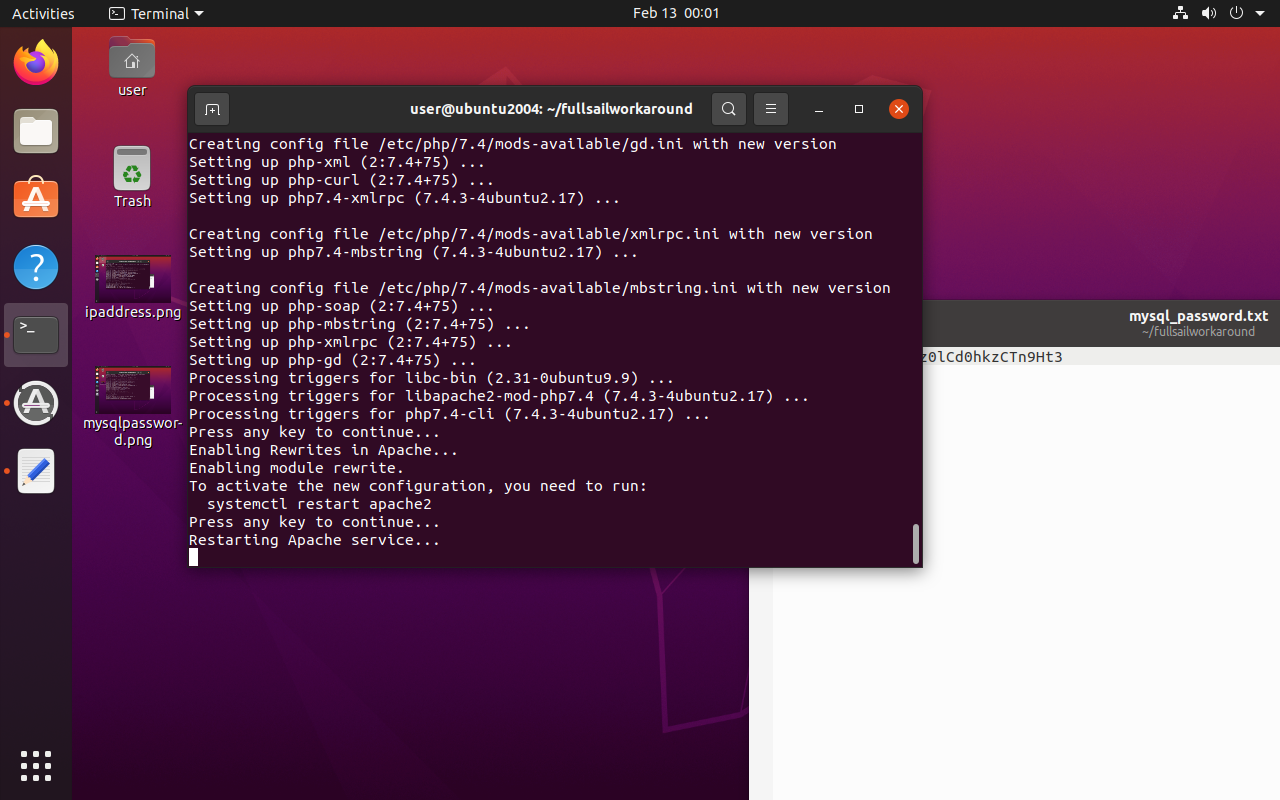 Activities
Terminal
Feb 13 00:01
user
Trash
ipaddress.png
mysqlpasswor-
d.png
user@ubuntu2004: ~/fullsailworkaround
Creating config file /etc/php/7.4/mods-available/gd.ini with new version
Setting up php-xml (2:7.4+75) ...
Setting up php-curl (2:7.4+75) ...
Setting up php7.4-xmlrpc (7.4.3-4ubuntu2.17) ...
Creating config file /etc/php/7.4/mods-available/xmlrpc.ini with new version
Setting up php7.4-mbstring (7.4.3-4ubuntu2.17) ...
Creating config file /etc/php/7.4/mods-available/mbstring.ini with new version
Setting up php-soap (2:7.4+75) ...
Setting up php-mbstring (2:7.4+75) ...
Setting up php-xmlrpc (2:7.4+75) ...
Setting up php-gd (2:7.4+75) ...
Processing triggers for libc-bin (2.31-0ubuntu9.9) ...
Processing triggers for libapache2-mod-php7.4 (7.4.3-4ubuntu2.17) ...
Processing triggers for php7.4-cli (7.4.3-4ubuntu2.17) ...
Press any key to continue...
Enabling Rewrites in Apache...
Enabling module rewrite.
To activate the new configuration, you need to run:
  systemctl restart apache2
Press any key to continue...
Restarting Apache service...
mysql_password.txt
~/fullsailworkaround
z0lCd0hkzCTn9Ht3